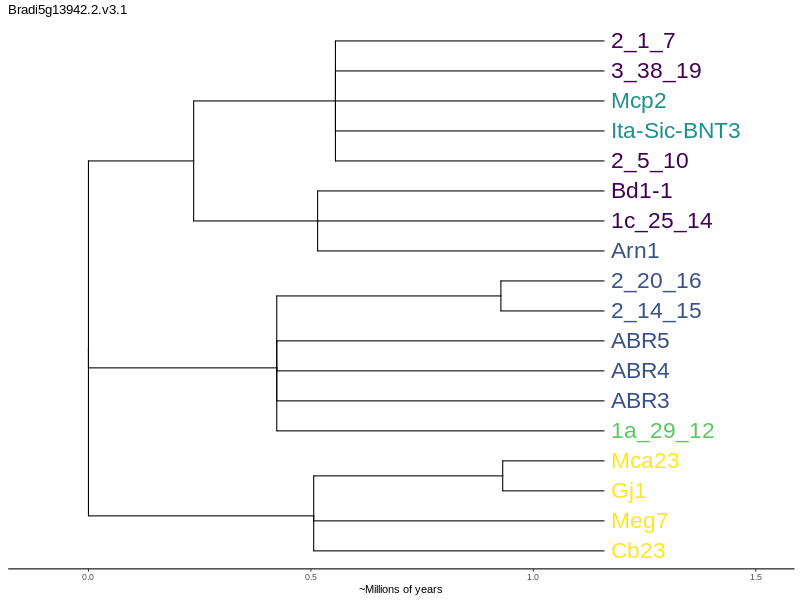 Bradi5g13942.2.v3.1
2_1_7
3_38_19
Mcp2
Ita-Sic-BNT3
2_5_10
Bd1-1
1c_25_14
Arn1
2_20_16
2_14_15
ABR5
ABR4
ABR3
1a_29_12
Mca23
Gj1
Meg7
Cb23
0.0 0.5 1.0 1.5
~Millions of years